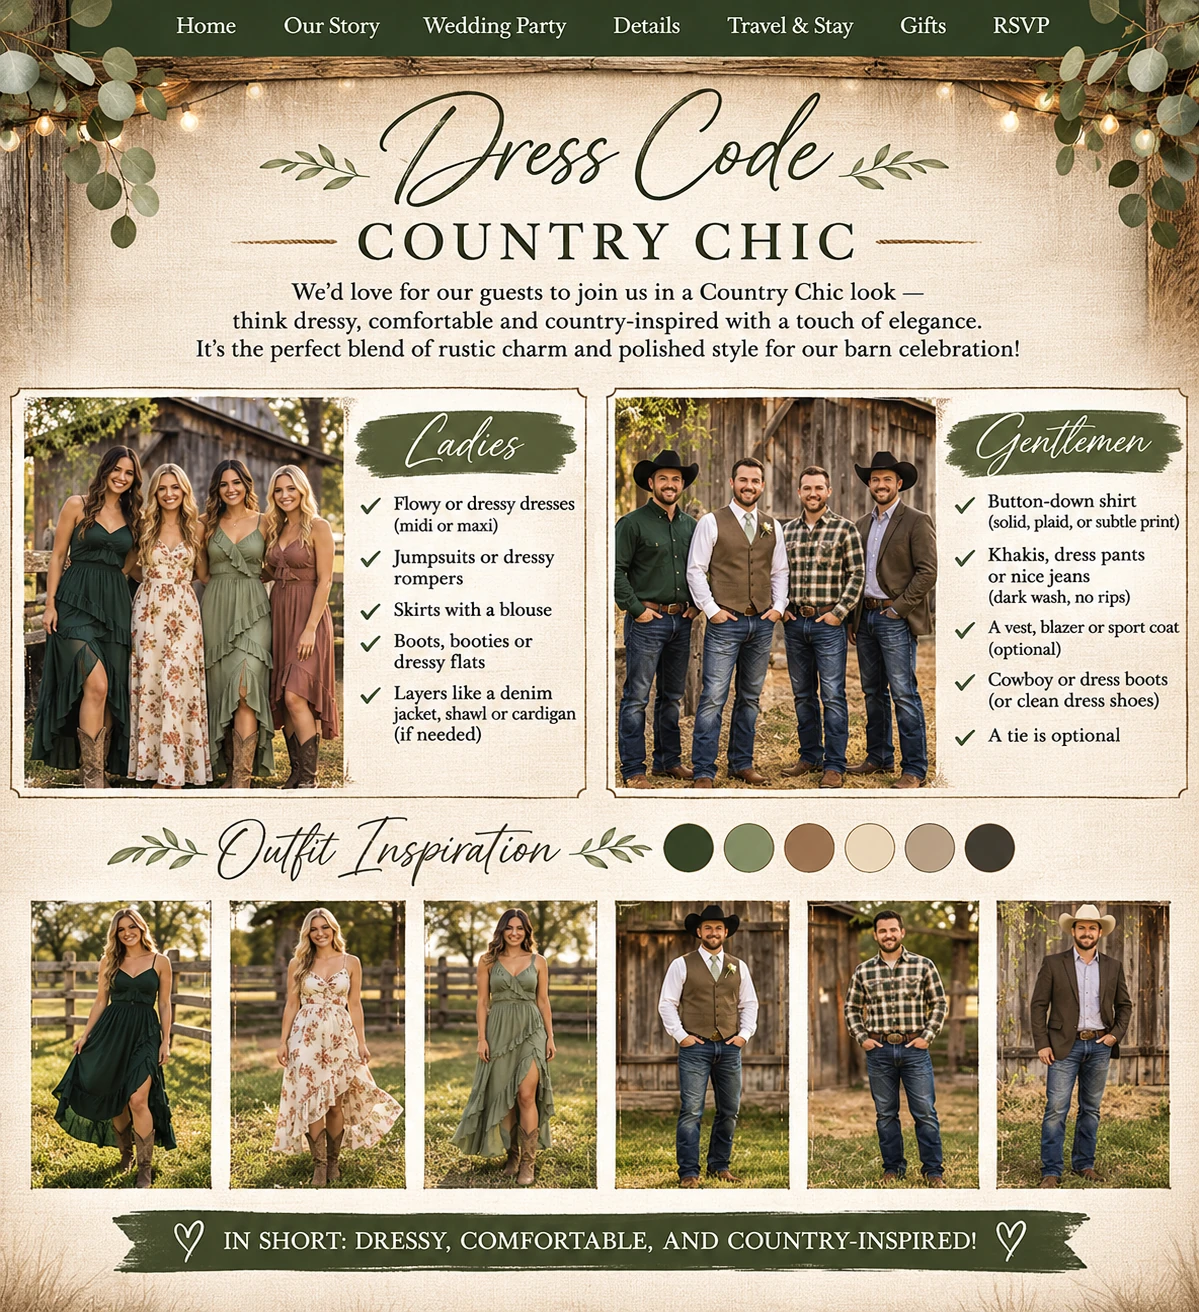 Home Our Story Wedding Party Details Travel & Stay Gifts RSVP
Dress Code
COUNTRY CHIC
We'd love for our guests to join us in a Country Chic look —
think dressy, comfortable and country-inspired with a touch of elegance.
It's the perfect blend of rustic charm and polished style for our barn celebration!
Ladies
Flowy or dressy dresses
(midi or maxi)
Jumpsuits or dressy
rompers
Skirts with a blouse
Boots, booties or
dressy flats
Layers like a denim
jacket, shawl or cardigan
(if needed)
Gentlemen
Button-down shirt
(solid, plaid, or subtle print)
Khakis, dress pants
or nice jeans
(dark wash, no rips)
A vest, blazer or sport coat
(optional)
Cowboy or dress boots
(or clean dress shoes)
A tie is optional
Outfit Inspiration
IN SHORT: DRESSY, COMFORTABLE, AND COUNTRY-INSPIRED!